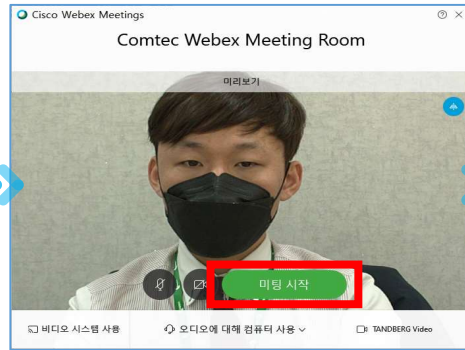 Cisco Webex Meetings
Comtec Webex Meeting Room
미리보기
미팅 시작
비디오 시스템 사용
오디오에 대해 컴퓨터 사용
TANDBERG Video